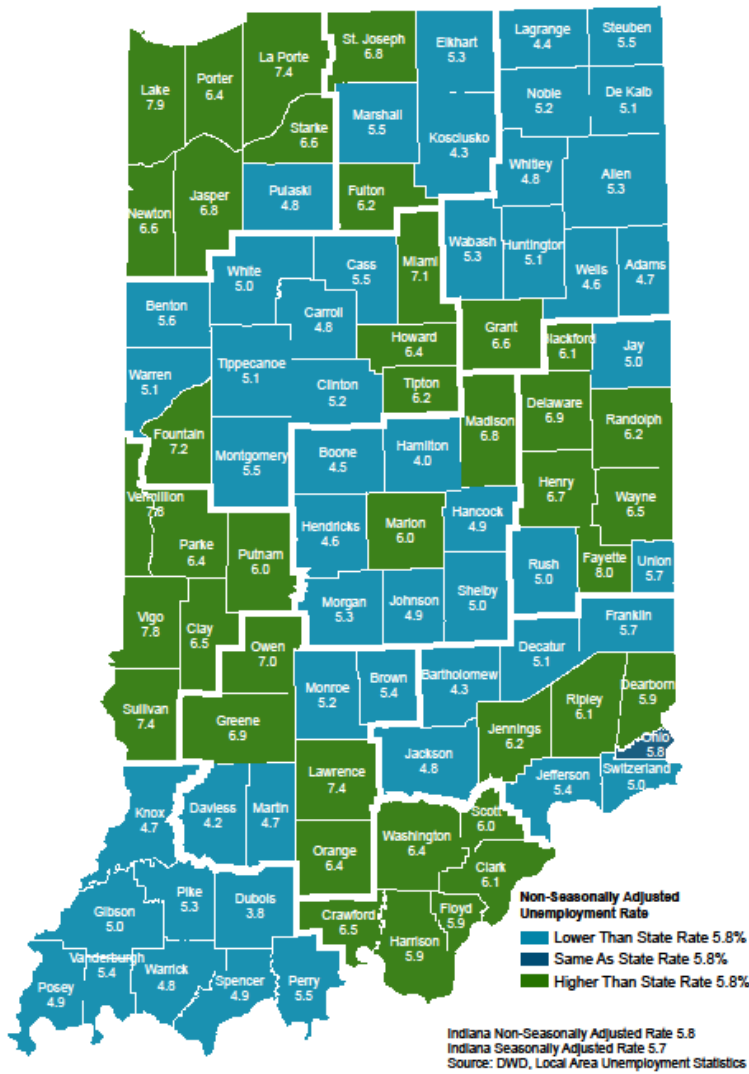 St. Joseph
6.8
Elkhart
5.3
Lagrange
4.4
Steuben
5.5
La Porte
7.4
Porter
6.4
Lake
7.9
Noble
5.2
De Kalb
5.1
Marshall
5.5
Starke
6.6
Kosciusko
4.3
Whitley
4.8
Allen
5.3
Pulaski
4.8
Fulton
6.2
Jasper
6.8
Newton
6.6
Wabash
5.3
Huntington
5.1
Miami
7.1
Wells
4.6
Adams
4.7
White
5.0
Cass
5.5
Benton
5.6
Carroll
4.8
Grant
6.6
Howard
6.4
Blackford
6.1
Jay
5.0
Warren
5.1
Tippecanoe
5.1
Clinton
5.2
Tipton
6.2
Madison
6.8
Delaware
6.9
Randolph
6.2
Fountain
7.2
Montgomery
5.5
Boone
4.5
Hamilton
4.0
Henry
6.7
Wayne
6.5
Vermillion
7.8
Hendricks
4.6
Marion
6.0
Hancock
4.9
Parke
6.4
Putnam
6.0
Rush
5.0
Fayette
8.0
Union
5.7
Morgan
5.3
Johnson
4.9
Shelby
5.0
Vigo
7.8
Clay
6.5
Franklin
5.7
Owen
7.0
Decatur
5.1
Monroe
5.2
Brown
5.4
Bartholomew
4.3
Dearborn
5.9
Ripley
6.1
Sullivan
7.4
Greene
6.9
Jennings
6.2
Ohio
5.8
Jackson
4.8
Lawrence
7.4
Jefferson
5.4
Switzerland
5.0
Knox
4.7
Daviess
4.2
Martin
4.7
Scott
6.0
Washington
6.4
Orange
6.4
Clark
6.1
Pike
5.3
Dubois
3.8
Gibson
5.0
Crawford
6.5
Floyd
5.9
Harrison
5.9
Vanderburgh
5.4
Warrick
4.8
Spencer
4.9
Perry
5.5
Posey
4.9
Non-Seasonally Adjusted
Unemployment Rate
Lower Than State Rate 5.8%
Same As State Rate 5.8%
Higher Than State Rate 5.8%
Indiana Non-Seasonally Adjusted Rate 5.8
Indiana Seasonally Adjusted Rate 5.7
Source: DWD, Local Area Unemployment Statistics